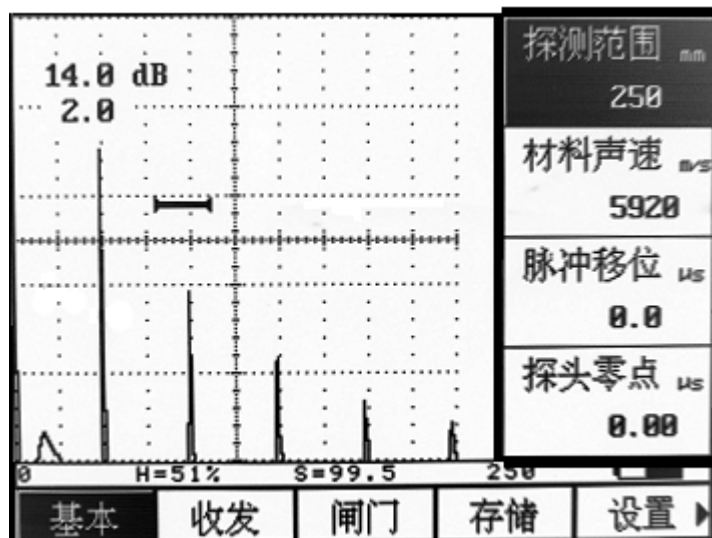 14.0 dB
2.0
探测范围 mm
250
材料声速 m/s
5920
脉冲移位 μs
0.0
探头零点 μs
0.00
0 H=51% S=99.5 250
基本 收发 闸门 存储 设置